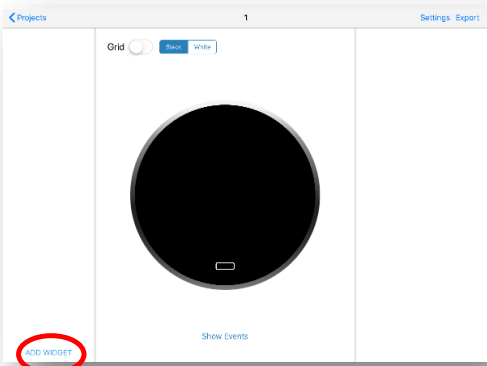 Projects
1
Settings Export
Grid
Black White
Show Events
ADD WIDGET